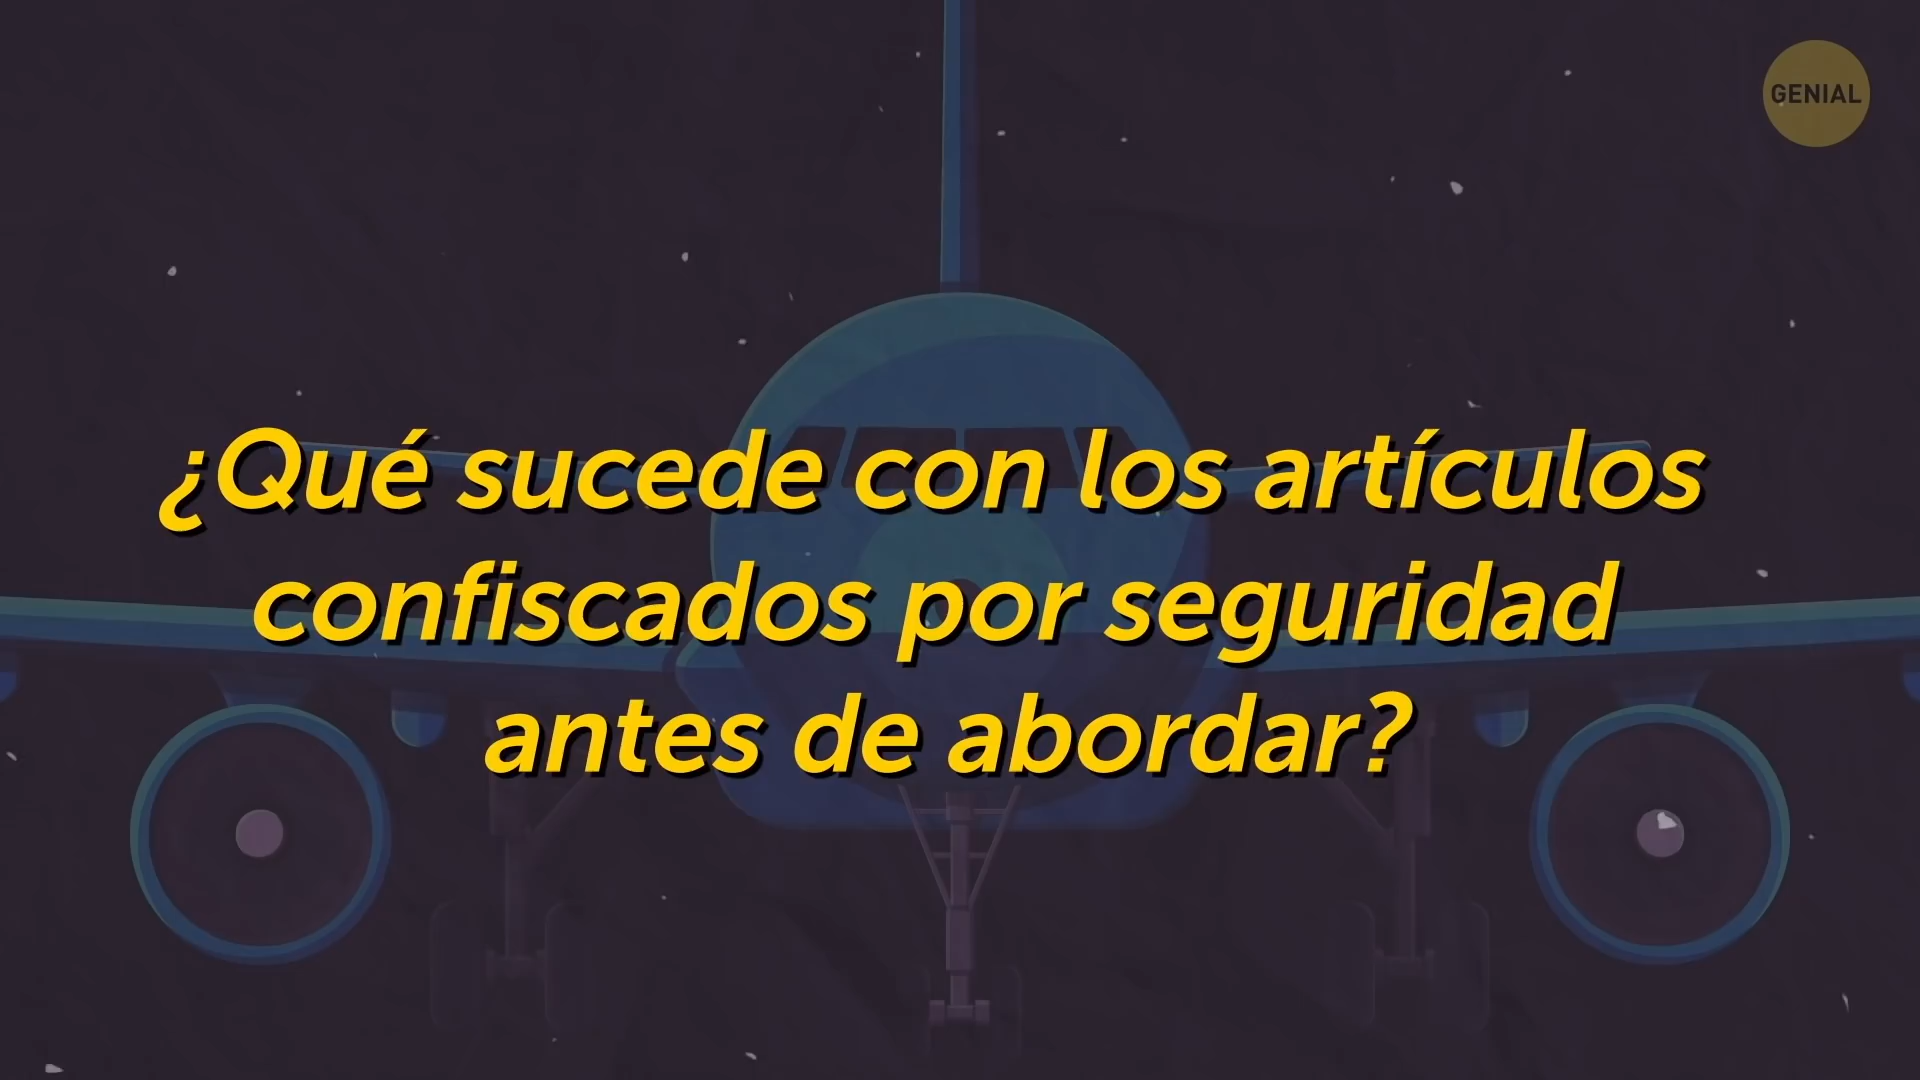 GENIAL
¿Qué sucede con los artículos
confiscados por seguridad
antes de abordar?